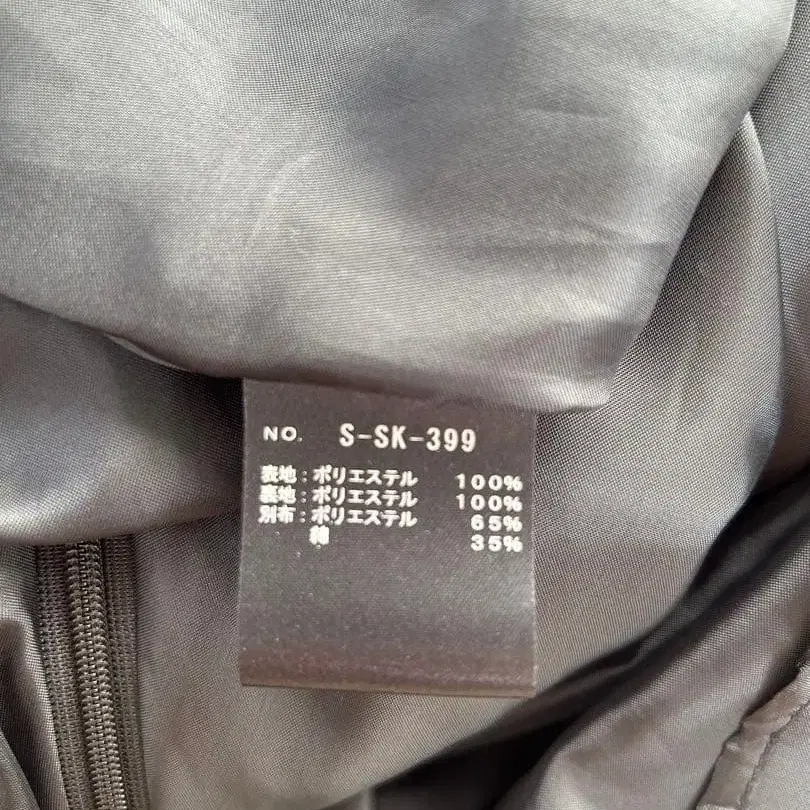 NO. S-SK-399
表地：ポリエステル 100%
裏地：ポリエステル 100%
別布：ポリエステル 65%
綿 35%